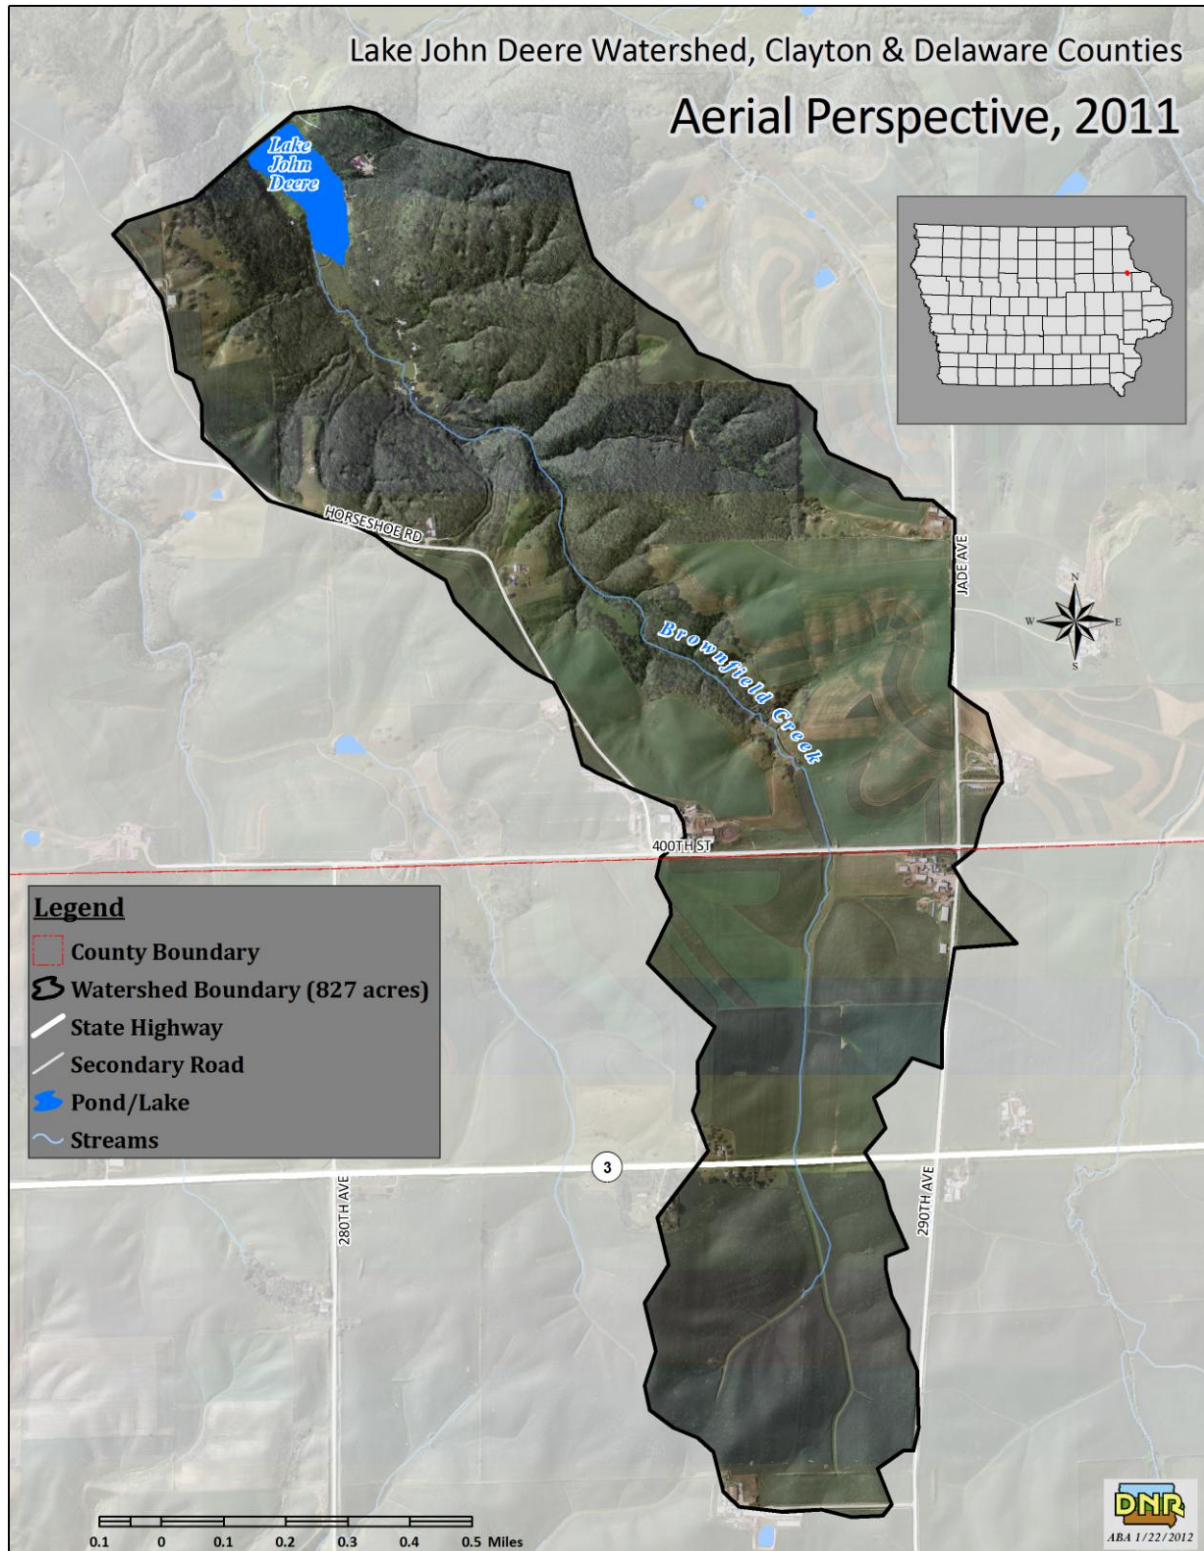 Lake John Deere Watershed, Clayton & Delaware Counties
Aerial Perspective, 2011
Lake
John
Deere
HORSESHOE RD
JADE AVE
N
W E
S
Brownfield Creek
400TH ST
Legend
County Boundary
Watershed Boundary (827 acres)
State Highway
Secondary Road
Pond/Lake
Streams
3
280TH AVE
290TH AVE
0.1 0 0.1 0.2 0.3 0.4 0.5 Miles
DNR
ABA 1/22/2012